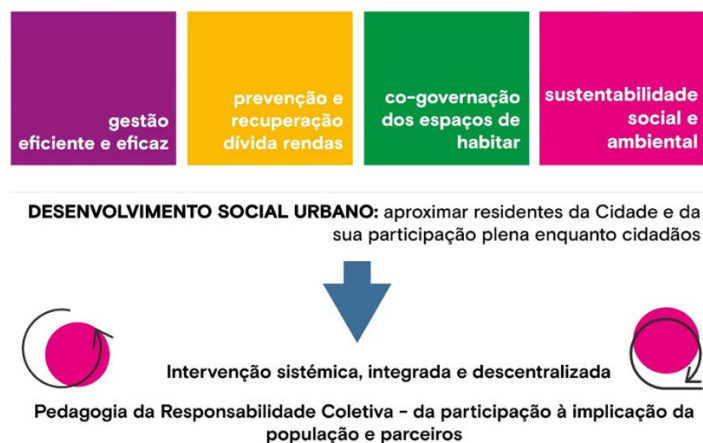 gestão
eficiente e eficaz
prevenção e
recuperação
dívida rendas
co-governação
dos espaços de
habitar
sustentabilidade
social e
ambiental
DESENVOLVIMENTO SOCIAL URBANO: aproximar residentes da Cidade e da
sua participação plena enquanto cidadãos
Intervenção sistémica, integrada e descentralizada
Pedagogia da Responsabilidade Coletiva - da participação à implicação da
população e parceiros